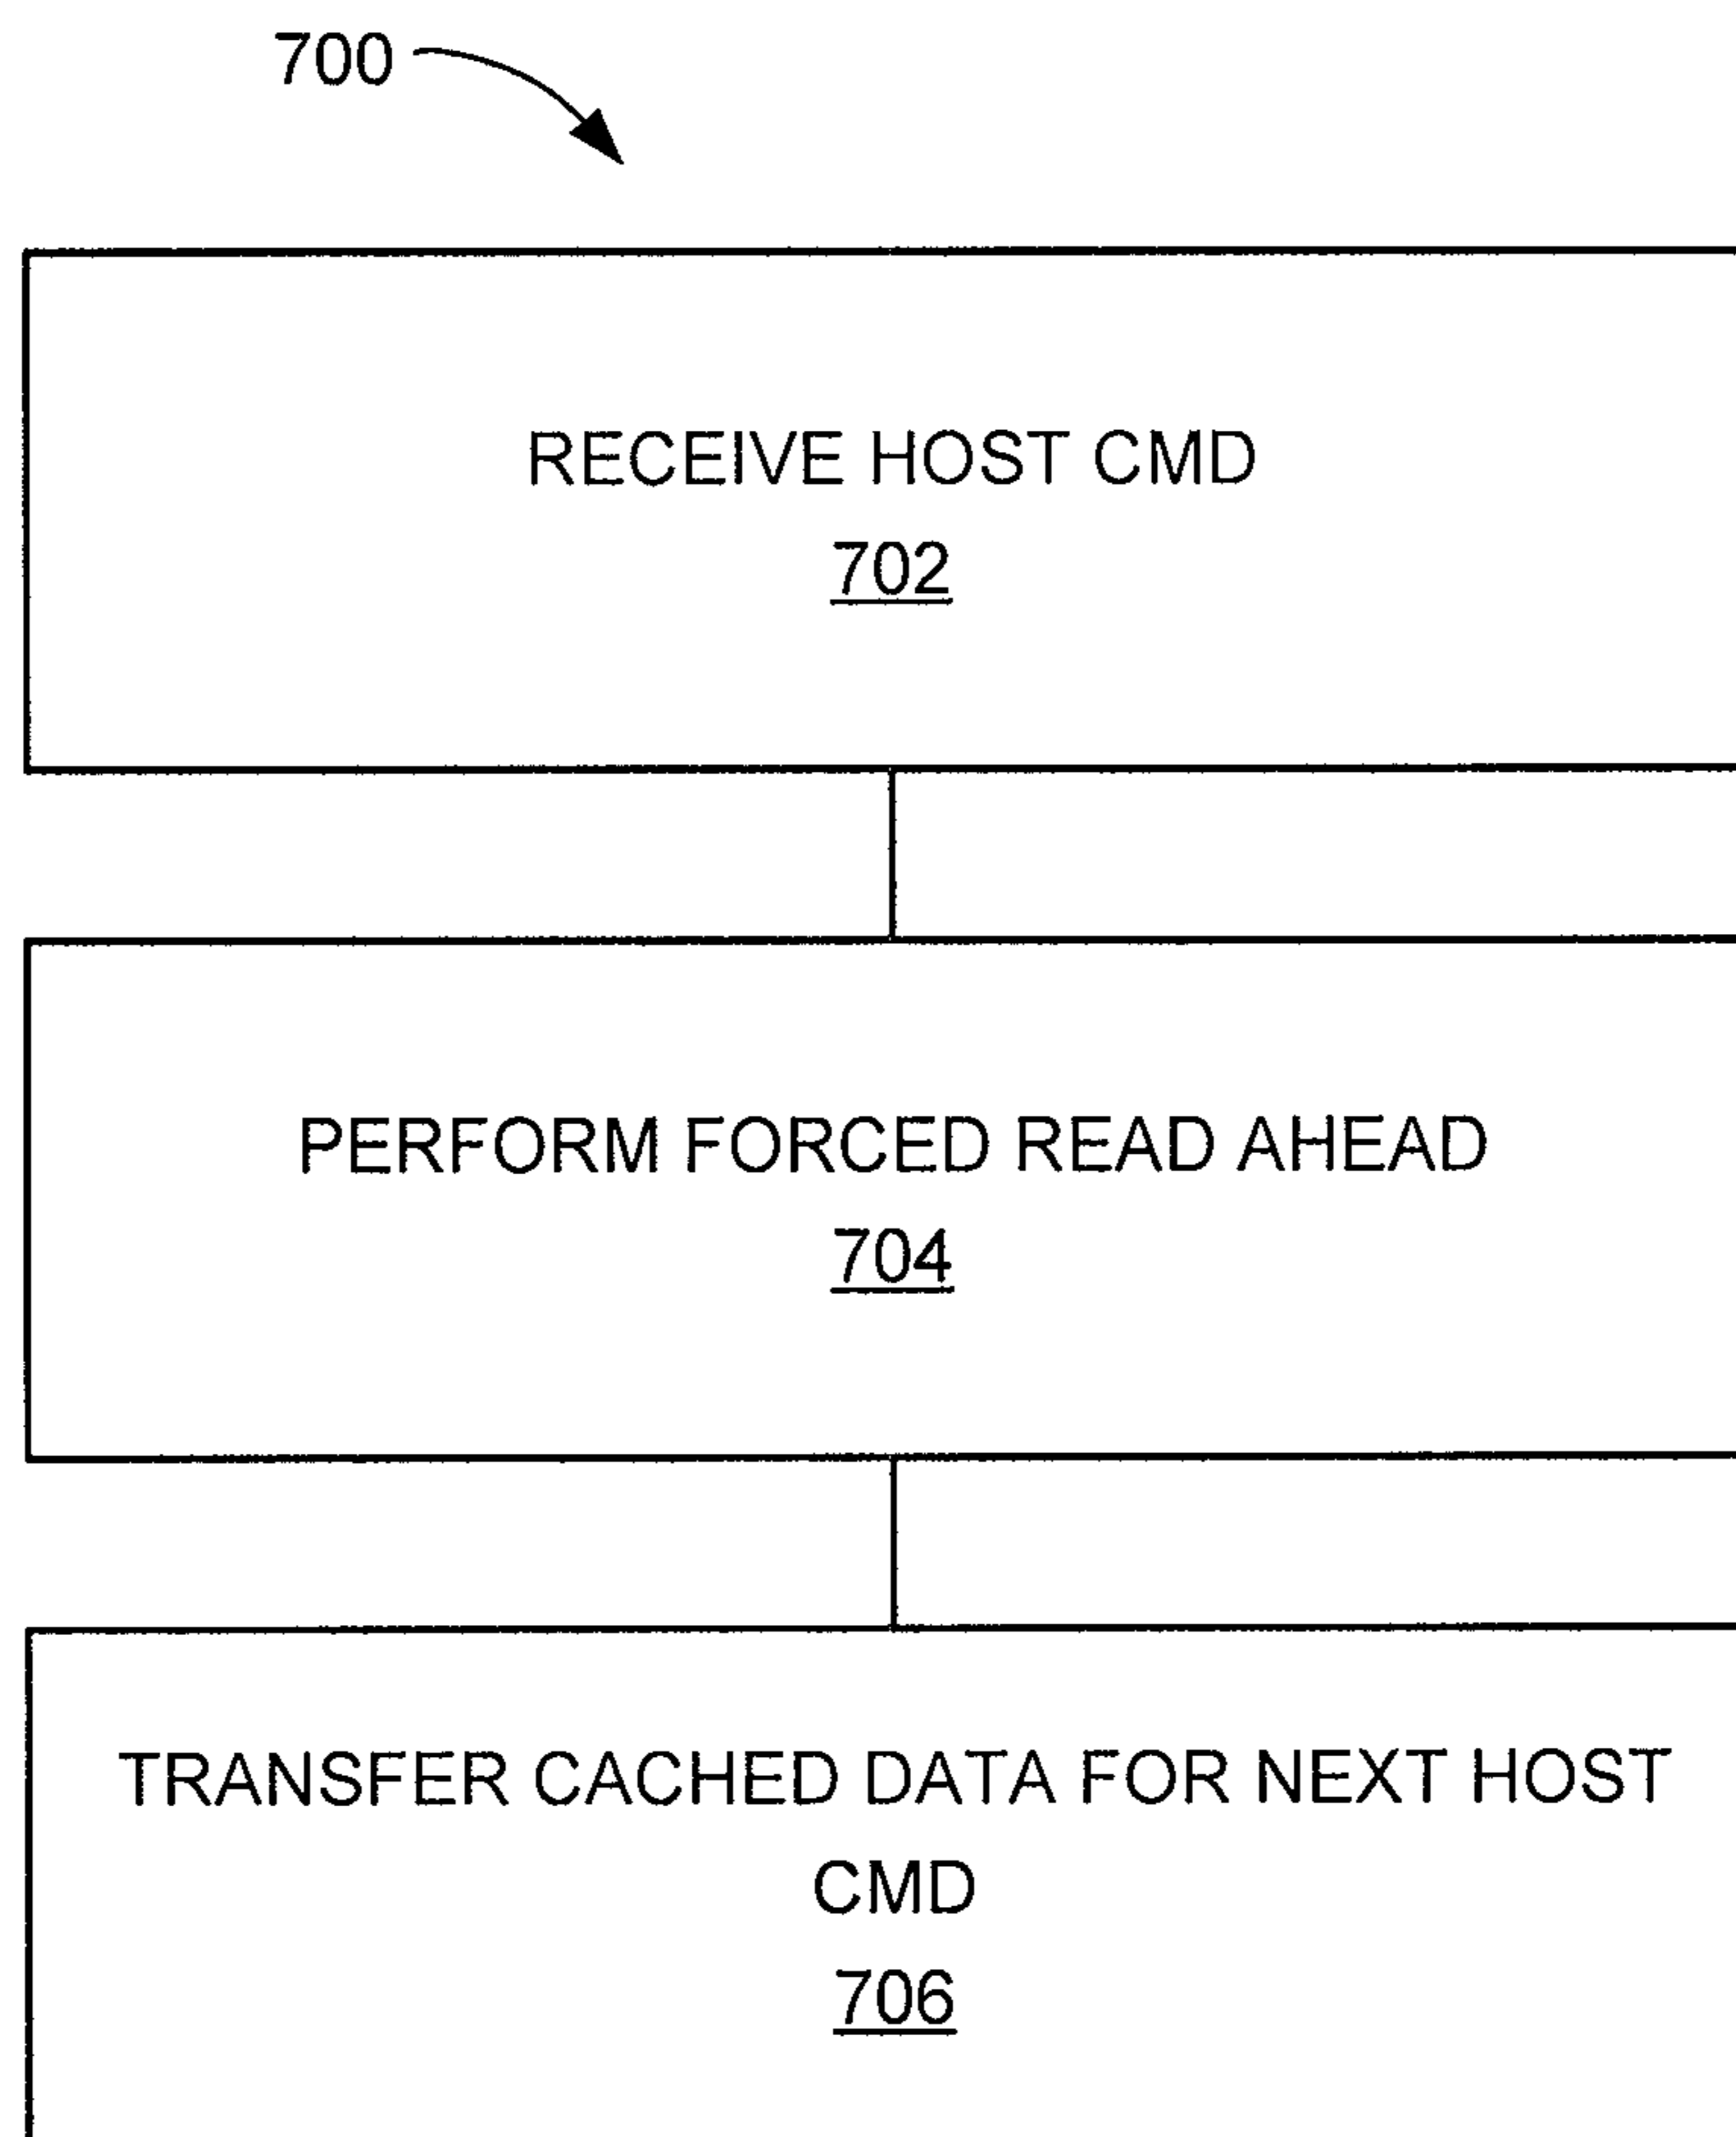 700
RECEIVE HOST CMD
702
PERFORM FORCED READ AHEAD
704
TRANSFER CACHED DATA FOR NEXT HOST
CMD
706